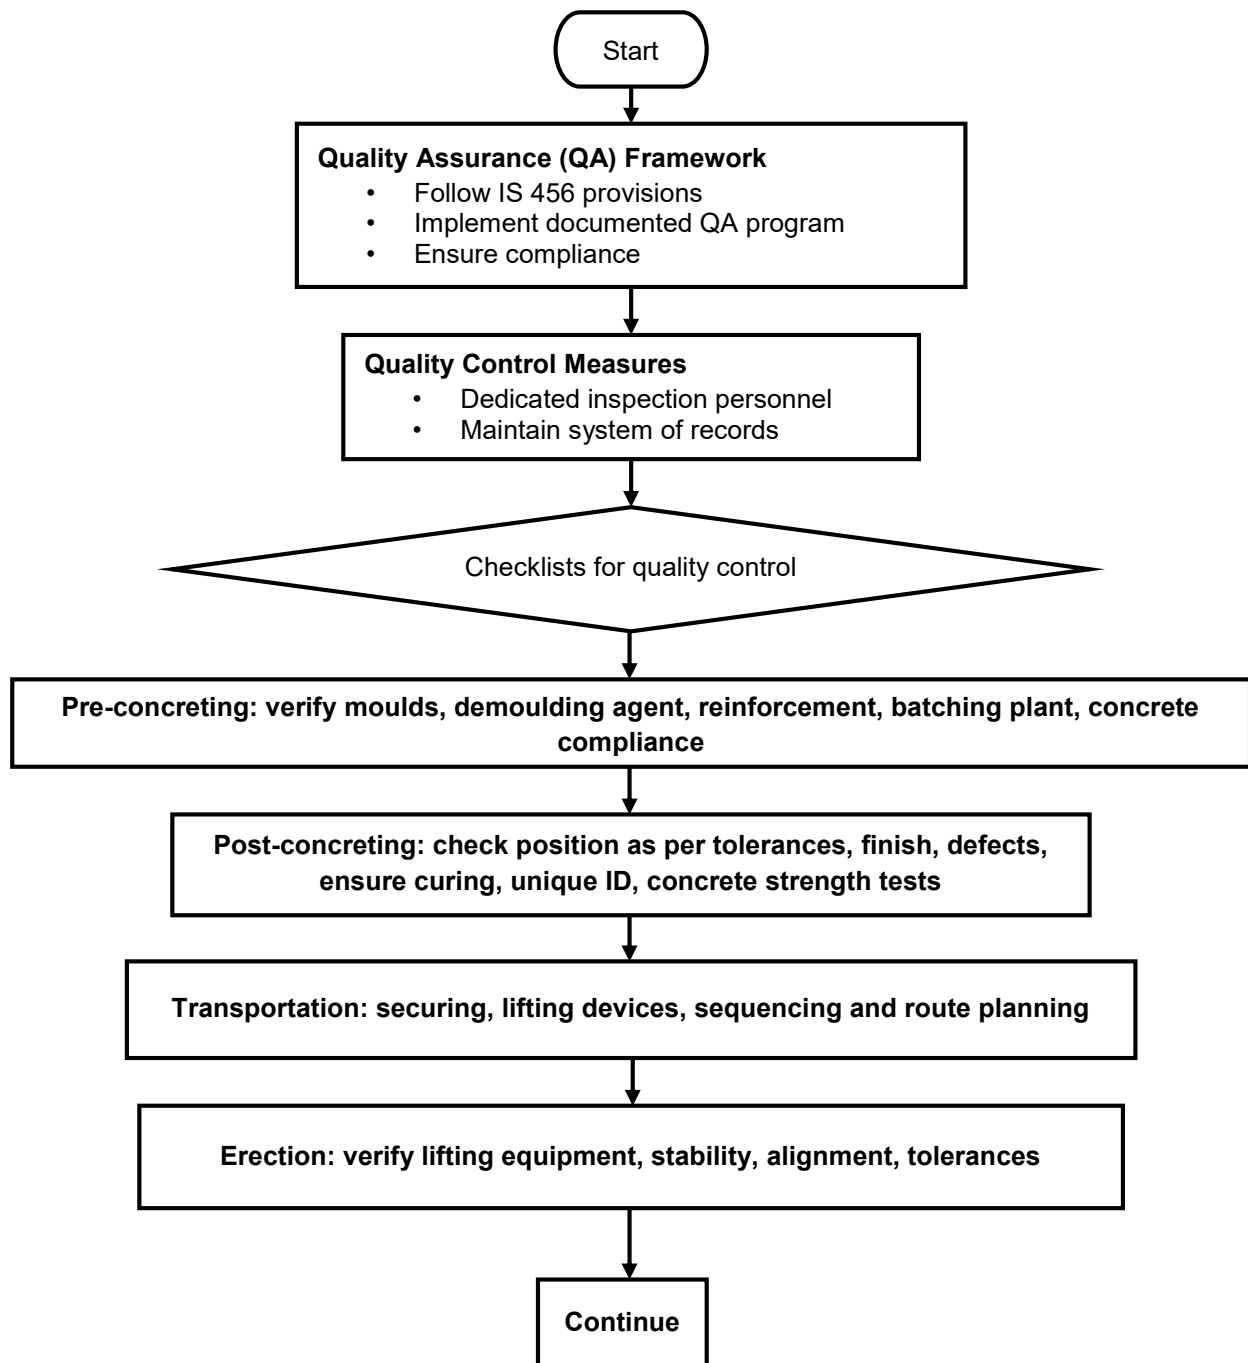 Start
Quality Assurance (QA) Framework
• Follow IS 456 provisions
• Implement documented QA program
• Ensure compliance
Quality Control Measures
• Dedicated inspection personnel
• Maintain system of records
Checklists for quality control
Pre-concreting: verify moulds, demoulding agent, reinforcement, batching plant, concrete
compliance
Post-concreting: check position as per tolerances, finish, defects,
ensure curing, unique ID, concrete strength tests
Transportation: securing, lifting devices, sequencing and route planning
Erection: verify lifting equipment, stability, alignment, tolerances
Continue